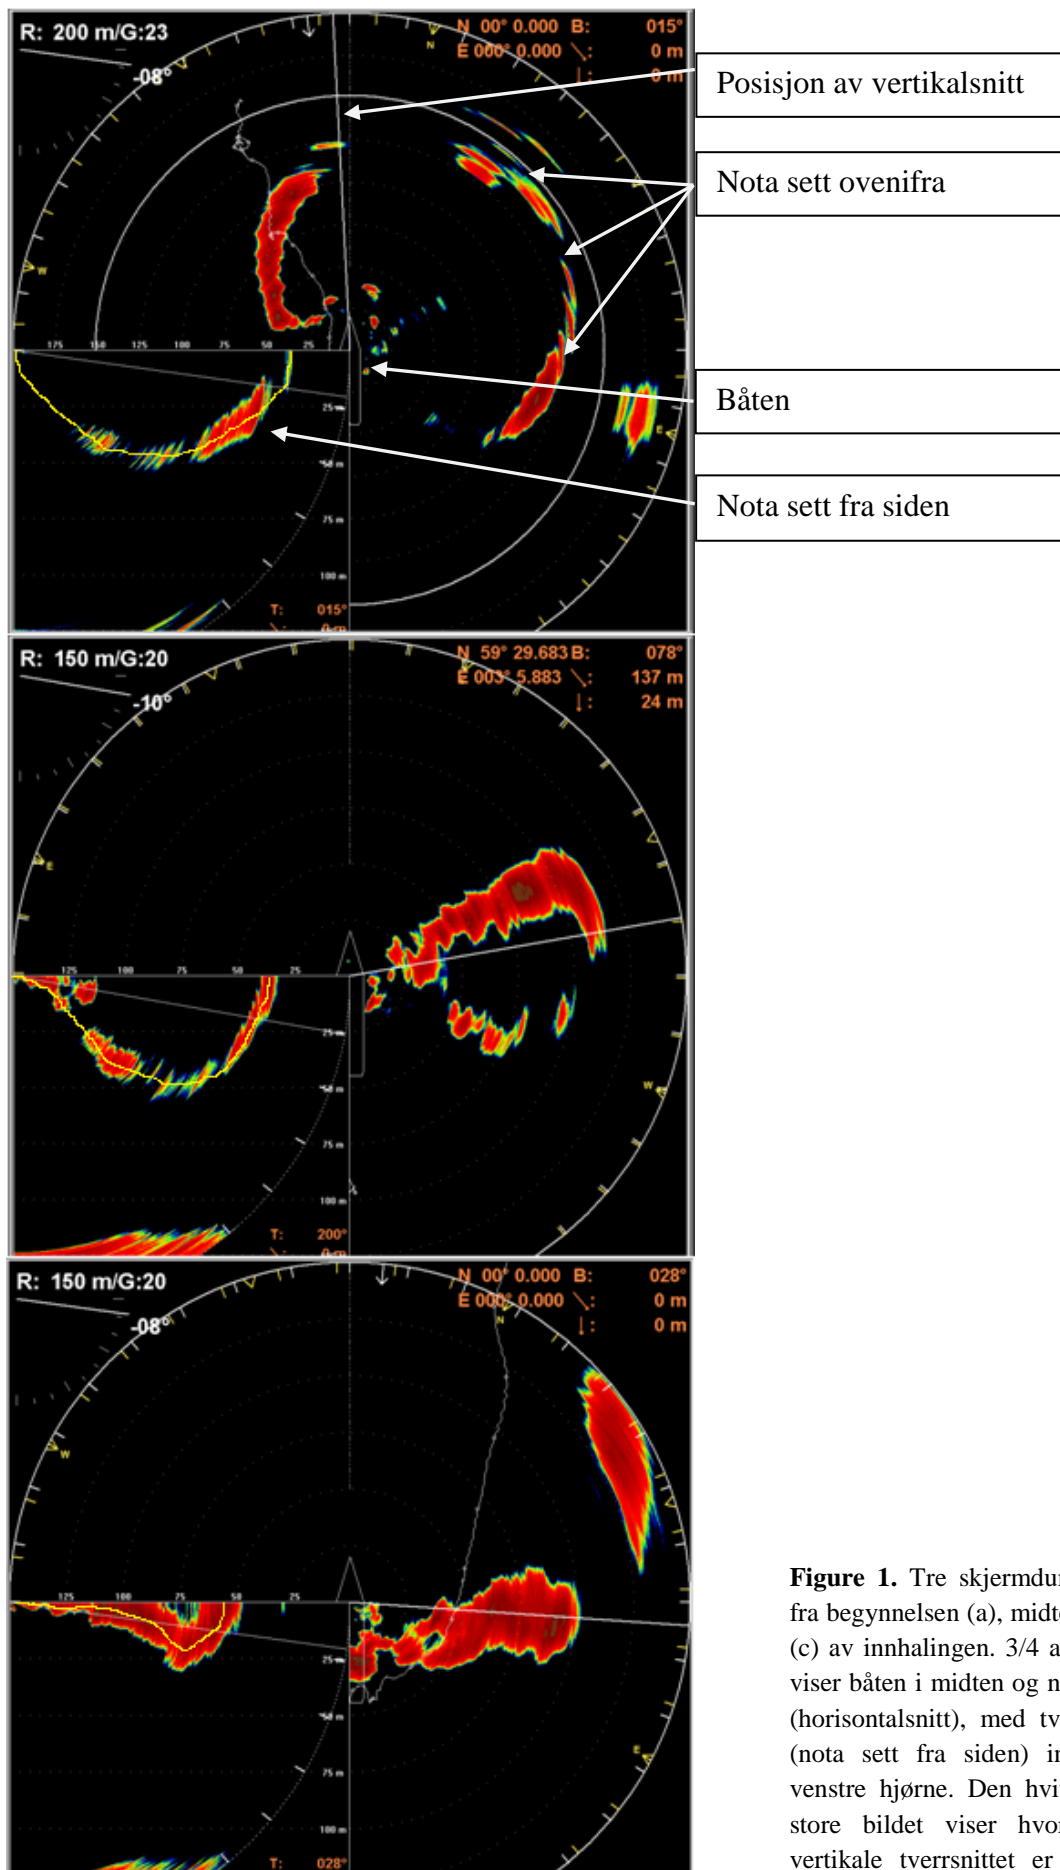 R: 200 m/G:23
-08°
N 00° 0.000 B: 015°
E 000° 0.000 \: 0 m
↓: 0 m
N
W
E
175 150 125 100 75 50 25
25 m
50 m
75 m
100 m
T: 015°
0 m
Posisjon av vertikalsnitt
Nota sett ovenifra
Båten
Nota sett fra siden
R: 150 m/G:20
-10°
N 59° 29.683 B: 078°
E 003° 5.883 \: 137 m
↓: 24 m
E
W
125 100 75 50 25
25 m
50 m
75 m
100 m
T: 200°
0 m
R: 150 m/G:20
-08°
N 00° 0.000 B: 028°
E 000° 0.000 \: 0 m
↓: 0 m
N
W
E
125 100 75 50 25
25 m
50 m
75 m
100 m
T: 028°
Figure 1. Tre skjermdu
fra begynnelsen (a), midt
(c) av innhalingen. 3/4 a
viser båten i midten og n
(horisontalsnitt), med tv
(nota sett fra siden) i
venstre hjørne. Den hvi
store bildet viser hvo
vertikale tverrsnittet er